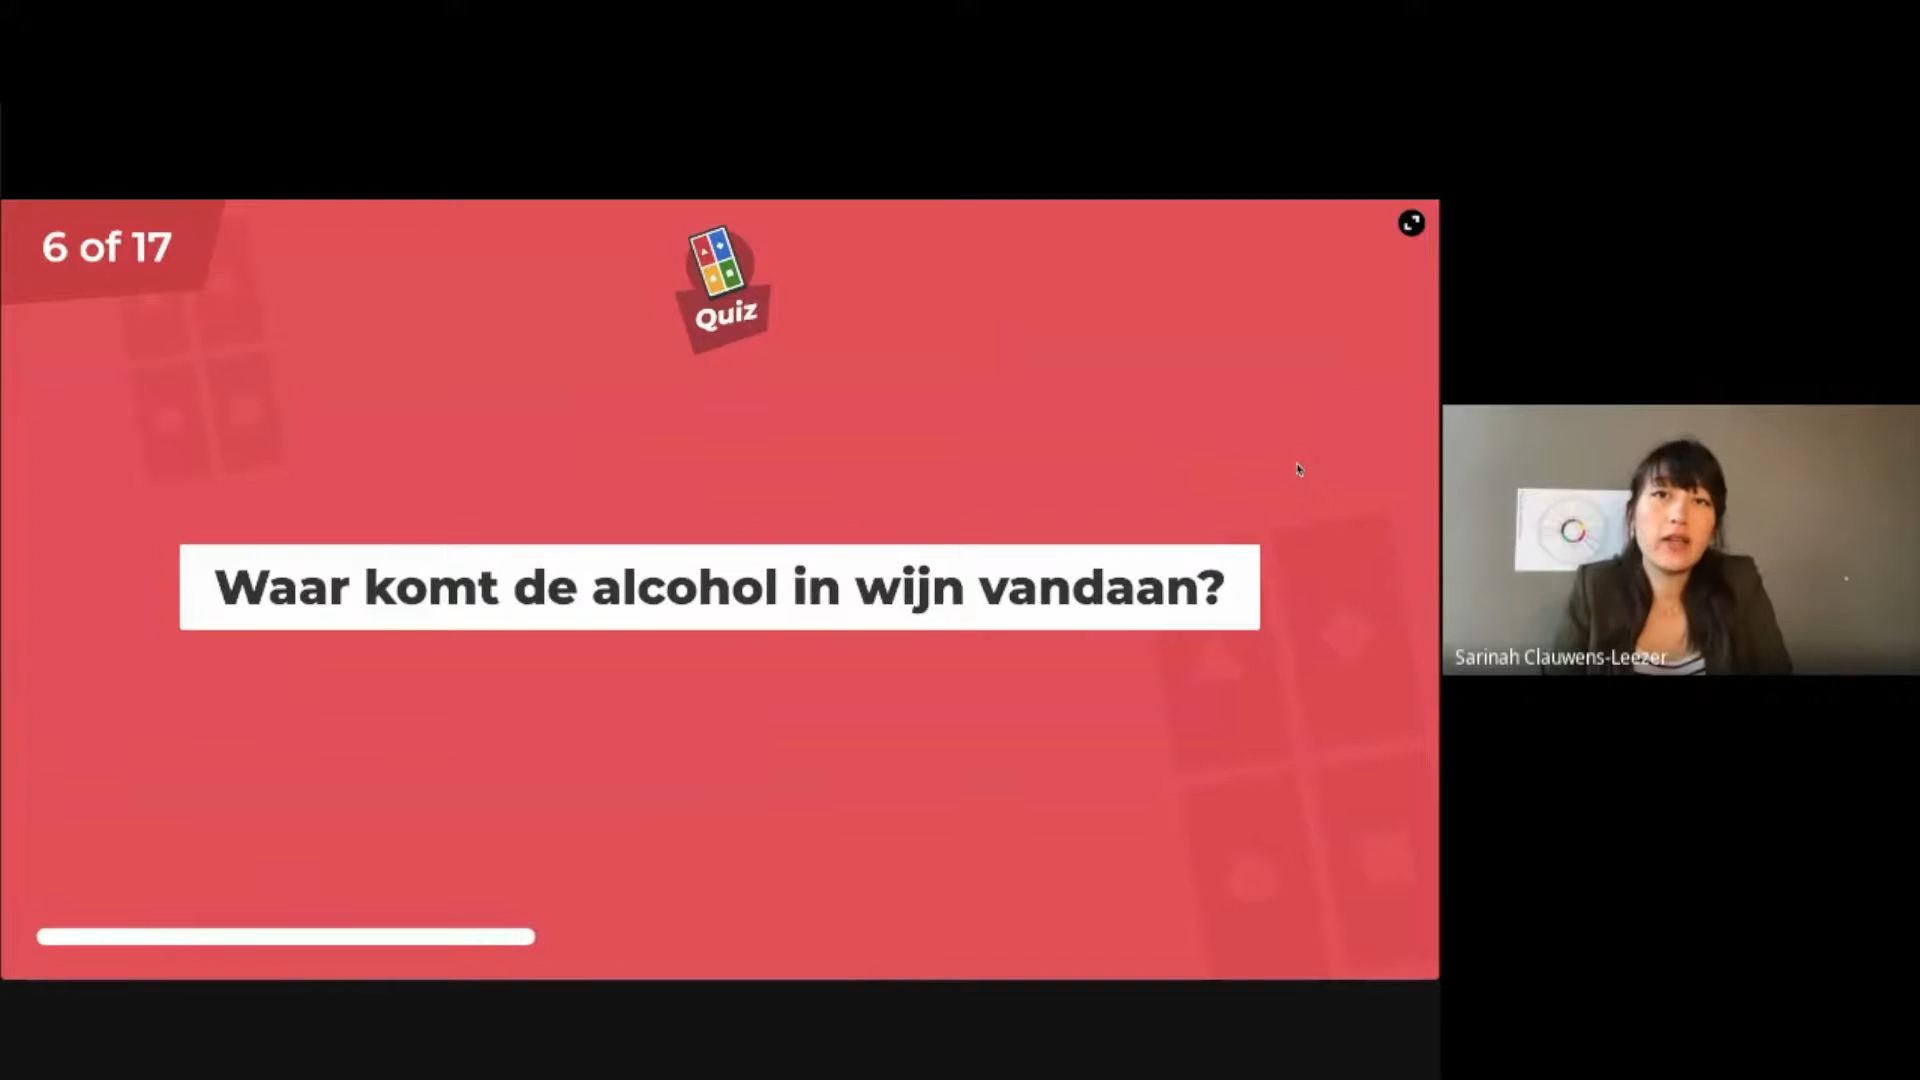 6 of 17
Quiz
Waar komt de alcohol in wijn vandaan?
Sarinah Clauwens-Leezer